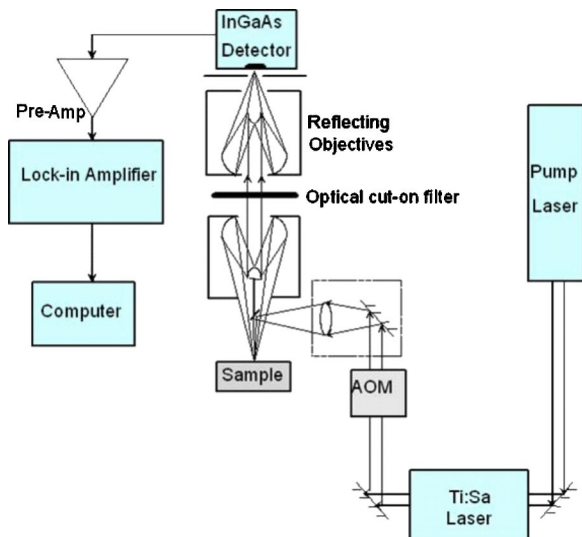 InGaAs
Detector
Pre-Amp
Reflecting
Objectives
Lock-in Amplifier
Pump
Laser
Optical cut-on filter
Computer
Sample
AOM
Ti:Sa
Laser